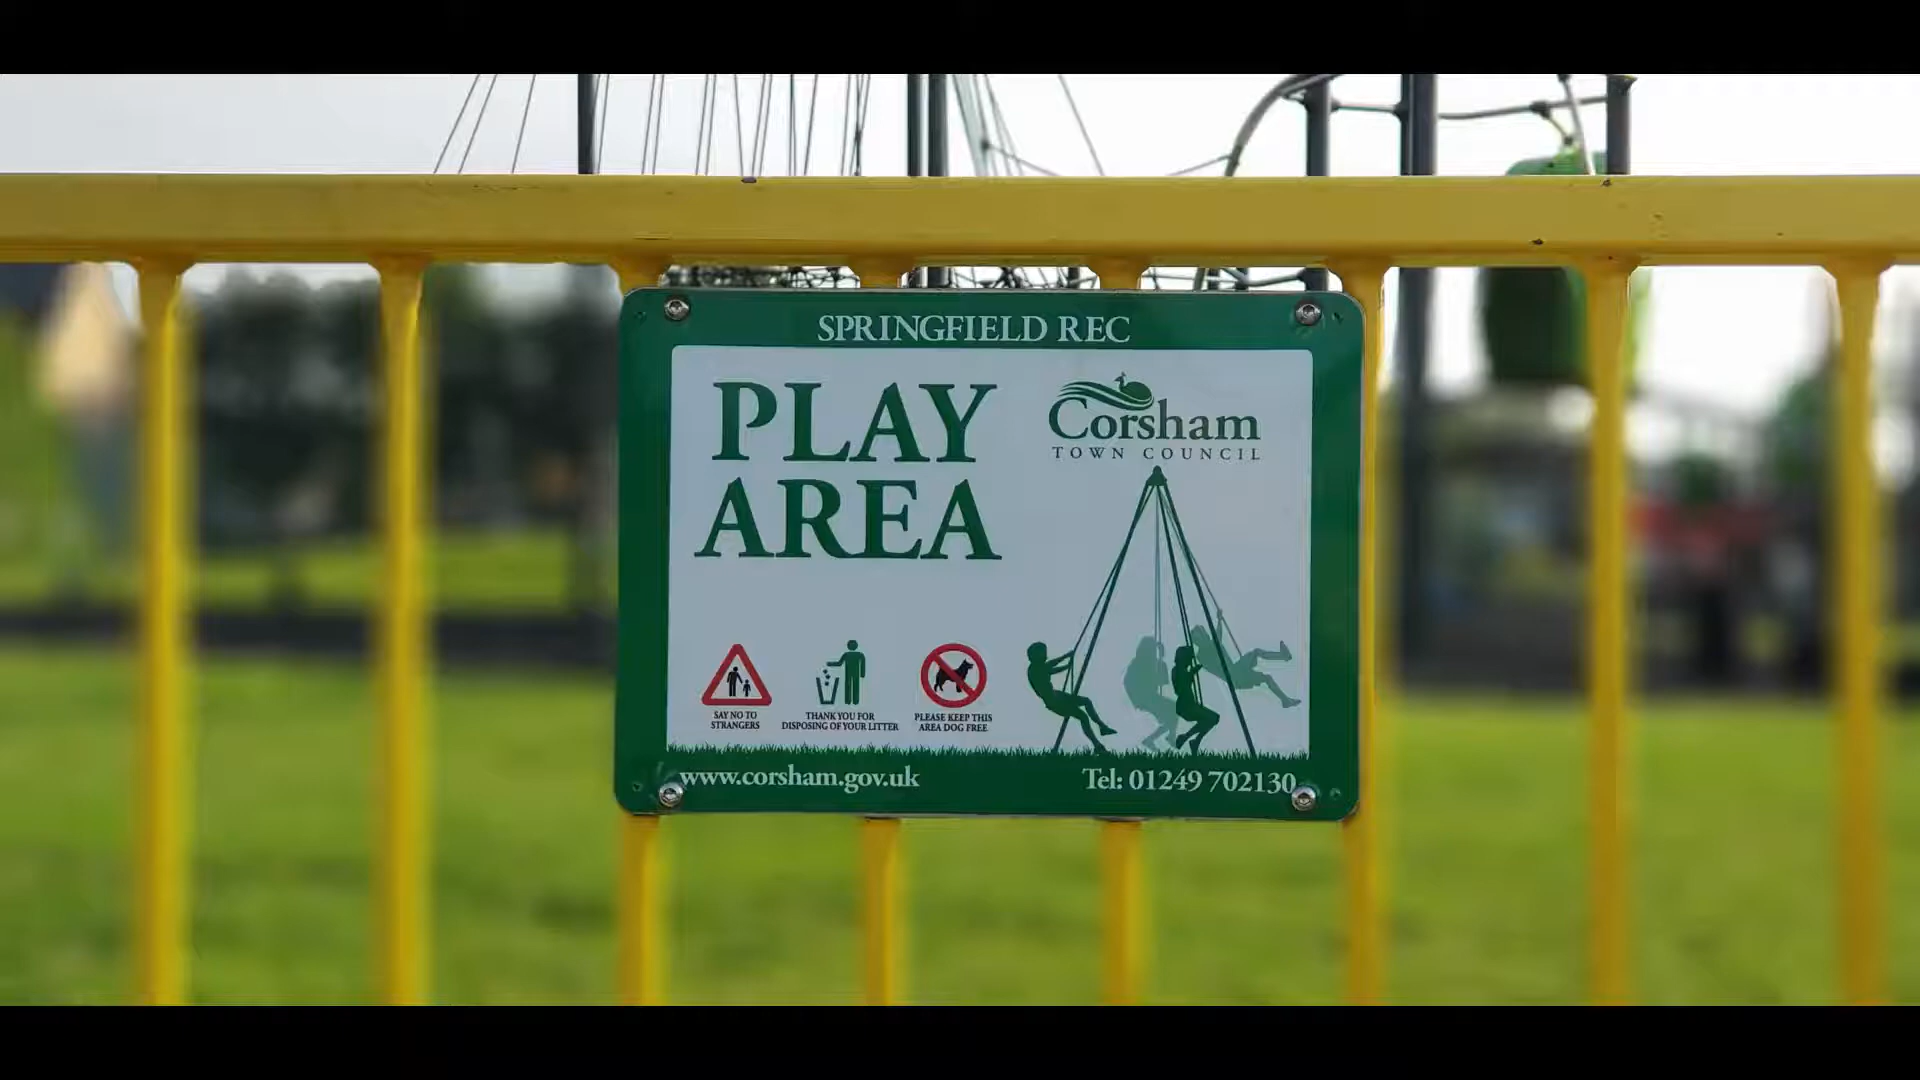 SPRINGFIELD REC
PLAY
AREA
Corsham
TOWN COUNCIL
SAY NO TO
STRANGERS
THANK YOU FOR
DISPOSING OF YOUR LITTER
PLEASE KEEP THIS
AREA DOG FREE
www.corsham.gov.uk
Tel: 01249 702130